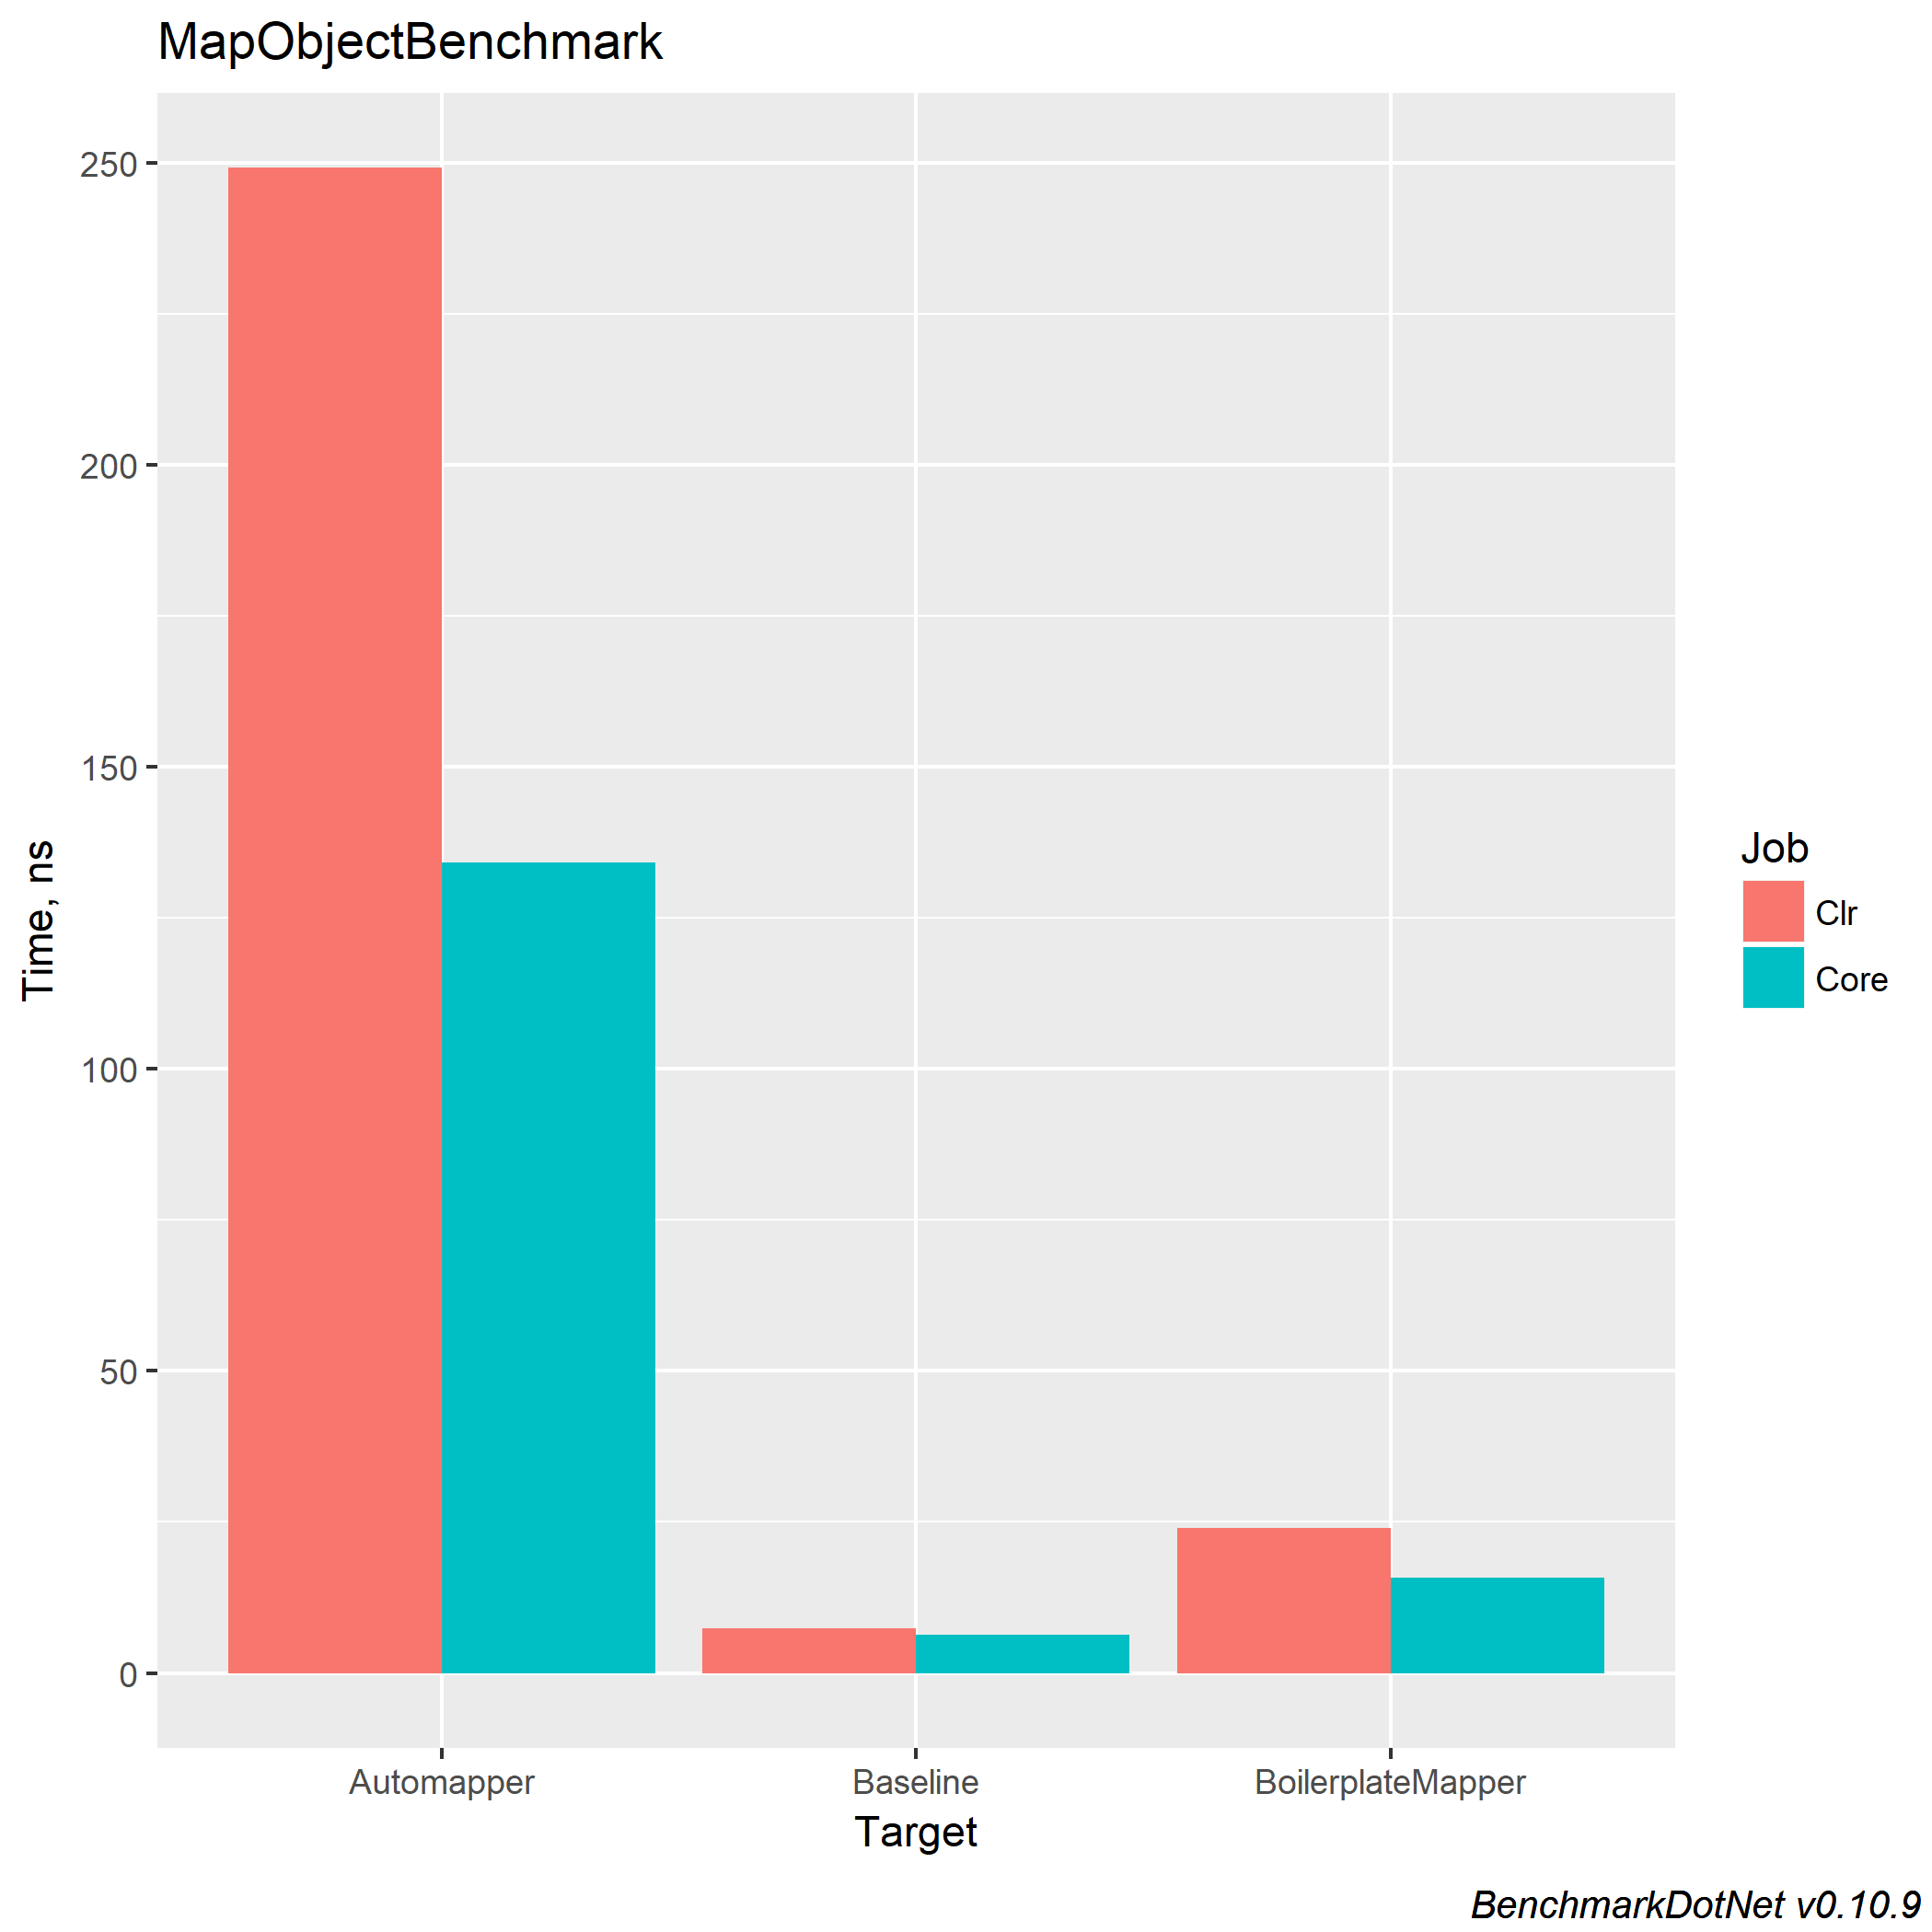 MapObjectBenchmark
250
200
150
100
50
0
Time, ns
Automapper
Baseline
BoilerplateMapper
Target
Job
Clr
Core
BenchmarkDotNet v0.10.9